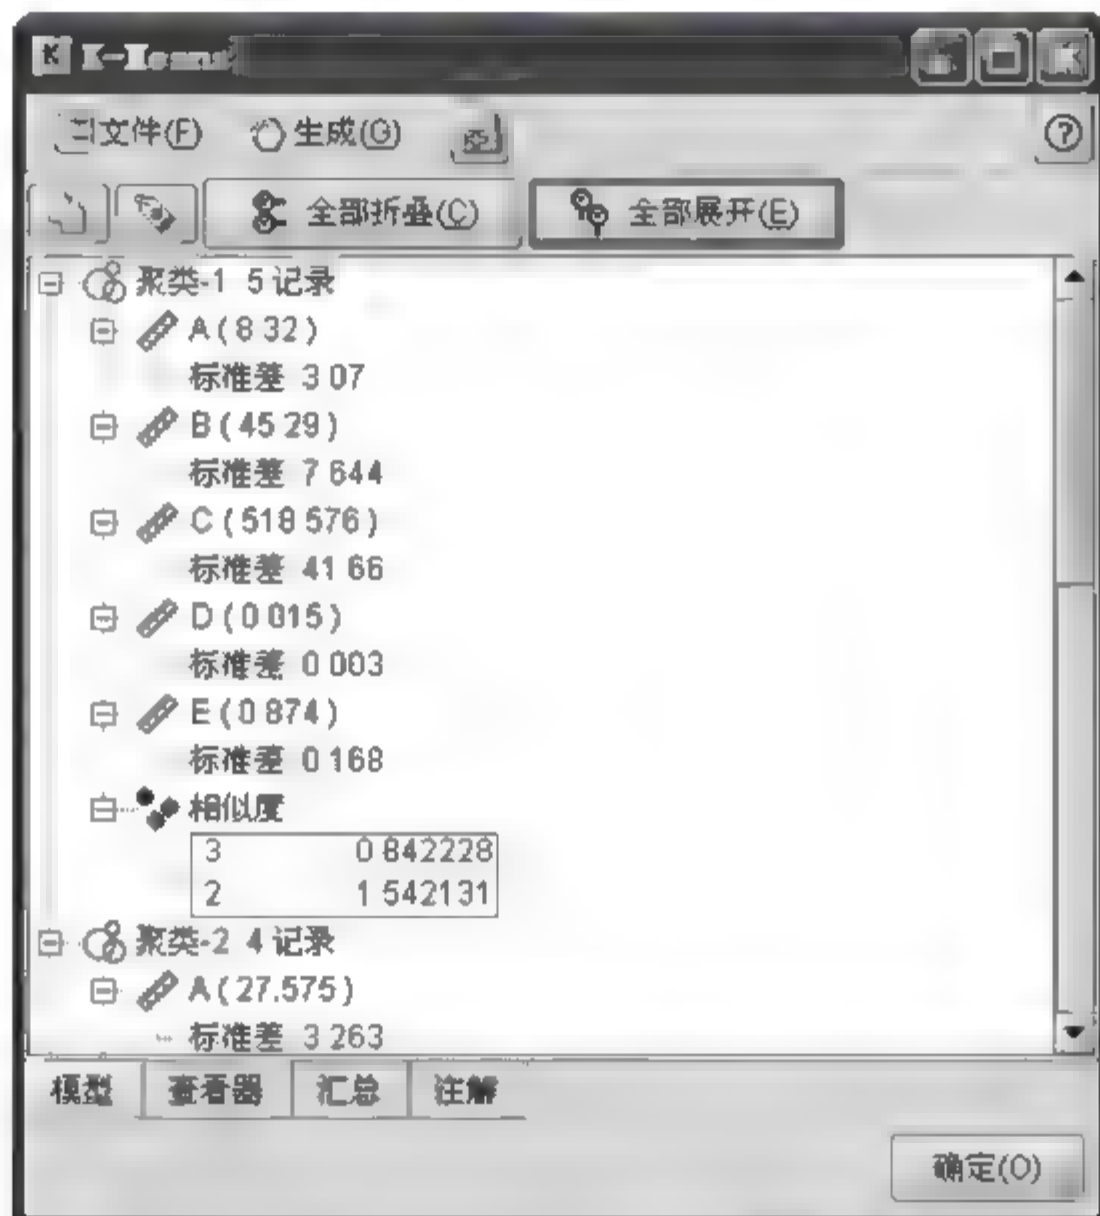 K-Means
文件(F) 生成(G)
全部折叠(C) 全部展开(E)
聚类-1 5 记录
A (8 32)
标准差 3 07
B (45 29)
标准差 7 644
C (518 576)
标准差 41 66
D (0 015)
标准差 0 003
E (0 874)
标准差 0 168
相似度
3 0 842228
2 1 542131
聚类-2 4 记录
A (27.575)
标准差 3 263
模型 查看器 汇总 注解
确定(O)